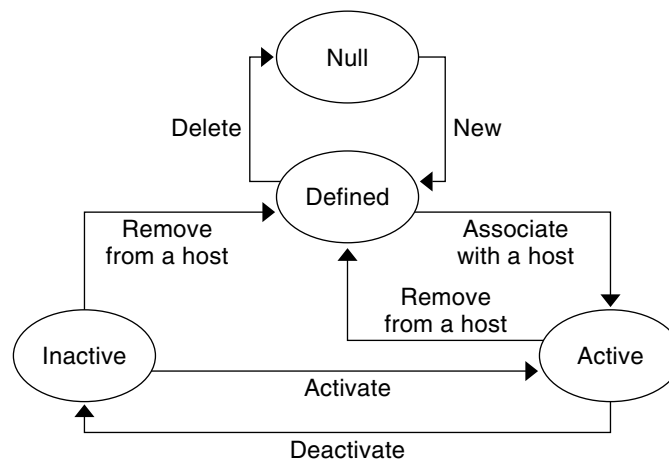 Null
Delete
New
Defined
Remove
from a host
Associate
with a host
Remove
from a host
Inactive
Active
Activate
Deactivate